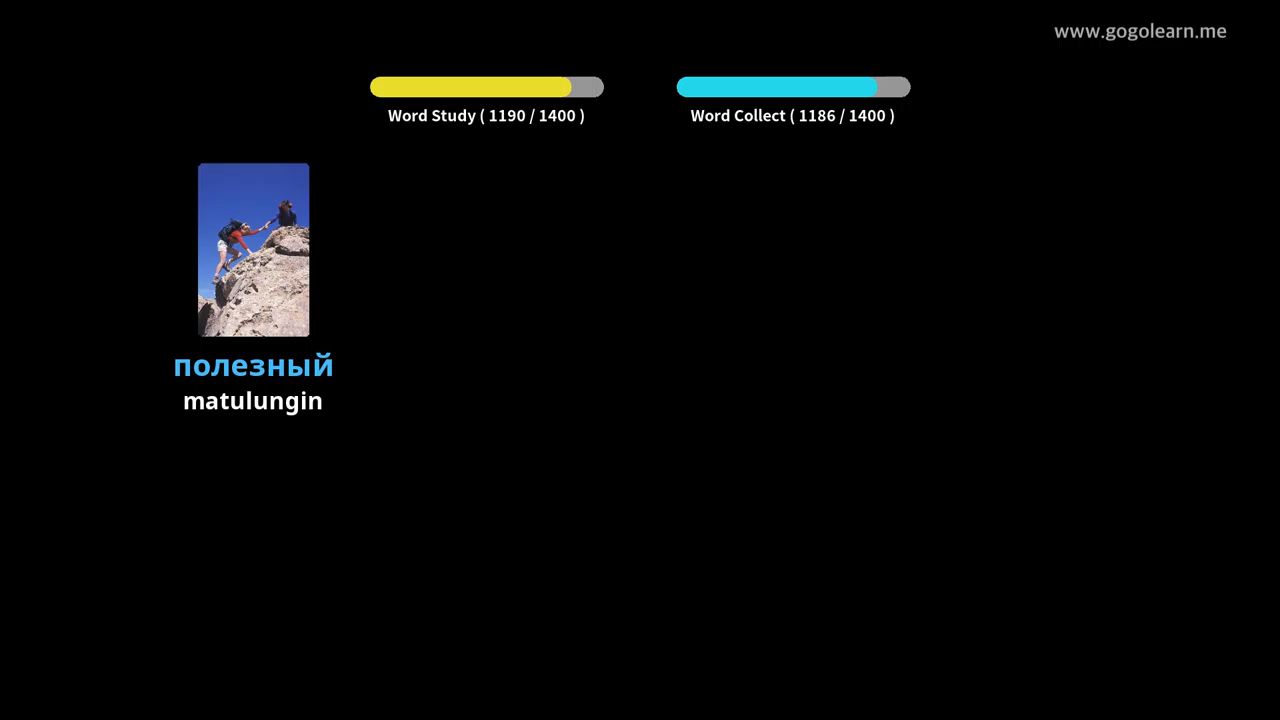 www.gogolearn.me
Word Study ( 1190 / 1400 )
Word Collect ( 1186 / 1400 )
полезный
matulungin